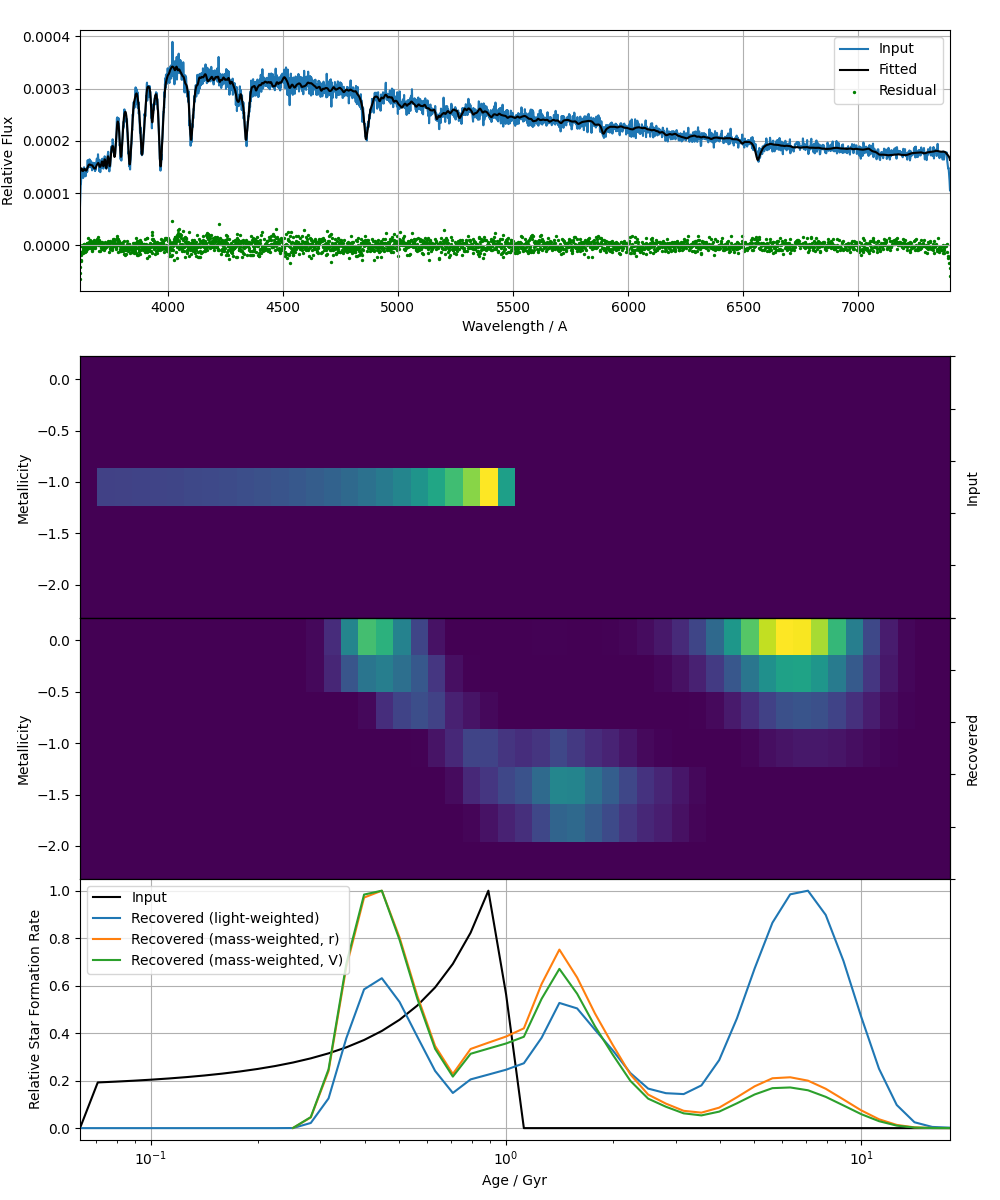 0.0004
0.0003
0.0002
0.0001
0.0000
Relative Flux
Input
Fitted
Residual
4000 4500 5000 5500 6000 6500 7000
Wavelength / A
0.0
−0.5
−1.0
−1.5
−2.0
Metallicity
Input
0.0
−0.5
−1.0
−1.5
−2.0
Metallicity
Recovered
1.0
0.8
0.6
0.4
0.2
0.0
Relative Star Formation Rate
Input
Recovered (light-weighted)
Recovered (mass-weighted, r)
Recovered (mass-weighted, V)
10⁻¹ 10⁰ 10¹
Age / Gyr